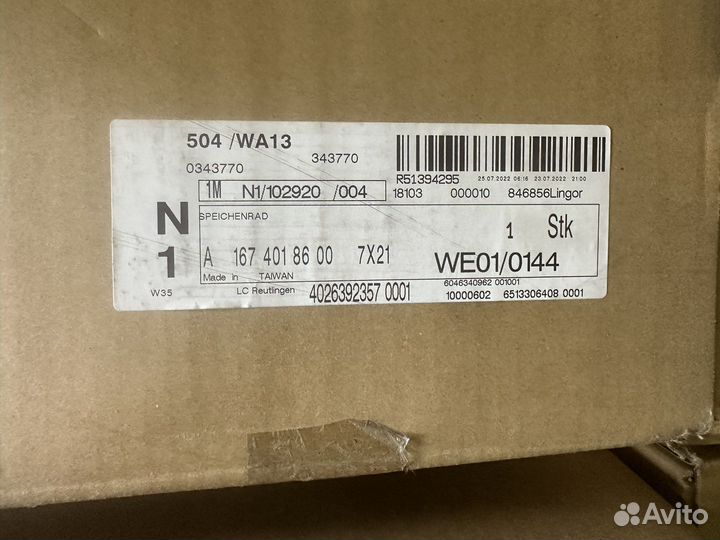 504 /WA13
0343770 343770
R51394295 25.07.2022 06:16 23.07.2022 21:00
1M N1/102920 /004 18103 000010 846856Lingor
N
1
SPEICHENRAD
1 Stk
A 167 401 86 00 7X21
WE01/0144
Made in TAIWAN
W35
LC Reutlingen 4026392357 0001
6046340962 001001
10000602 6513306408 0001
Avito